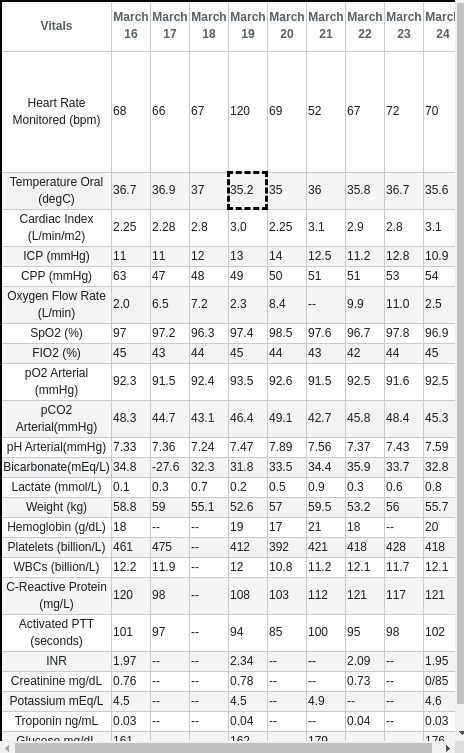 Vitals March 16 March 17 March 18 March 19 March 20 March 21 March 22 March 23 March 24
Heart Rate Monitored (bpm) 68 66 67 120 69 52 67 72 70
Temperature Oral (degC) 36.7 36.9 37 35.2 35 36 35.8 36.7 35.6
Cardiac Index (L/min/m2) 2.25 2.28 2.8 3.0 2.25 3.1 2.9 2.8 3.1
ICP (mmHg) 11 11 12 13 14 12.5 11.2 12.8 10.9
CPP (mmHg) 63 47 48 49 50 51 51 53 54
Oxygen Flow Rate (L/min) 2.0 6.5 7.2 2.3 8.4 -- 9.9 11.0 2.5
SpO2 (%) 97 97.2 96.3 97.4 98.5 97.6 96.7 97.8 96.9
FIO2 (%) 45 43 44 45 44 43 42 44 45
pO2 Arterial (mmHg) 92.3 91.5 92.4 93.5 92.6 91.5 92.5 91.6 92.5
pCO2 Arterial(mmHg) 48.3 44.7 43.1 46.4 49.1 42.7 45.8 48.4 45.3
pH Arterial(mmHg) 7.33 7.36 7.24 7.47 7.89 7.56 7.37 7.43 7.59
Bicarbonate(mEq/L) 34.8 -27.6 32.3 31.8 33.5 34.4 35.9 33.7 32.8
Lactate (mmol/L) 0.1 0.3 0.7 0.2 0.5 0.9 0.3 0.6 0.8
Weight (kg) 58.8 59 55.1 52.6 57 59.5 53.2 56 55.7
Hemoglobin (g/dL) 18 -- -- 19 17 21 18 -- 20
Platelets (billion/L) 461 475 -- 412 392 421 418 428 418
WBCs (billion/L) 12.2 11.9 -- 12 10.8 11.2 12.1 11.7 12.1
C-Reactive Protein (mg/L) 120 98 -- 108 103 112 121 117 121
Activated PTT (seconds) 101 97 -- 94 85 100 95 98 102
INR 1.97 -- -- 2.34 -- -- 2.09 -- 1.95
Creatinine mg/dL 0.76 -- -- 0.78 -- -- 0.73 -- 0/85
Potassium mEq/L 4.5 -- -- 4.5 -- 4.9 -- -- 4.6
Troponin ng/mL 0.03 -- -- 0.04 -- -- 0.04 -- 0.03
Glucose mg/dL 161 -- -- 162 -- 179 -- -- 176